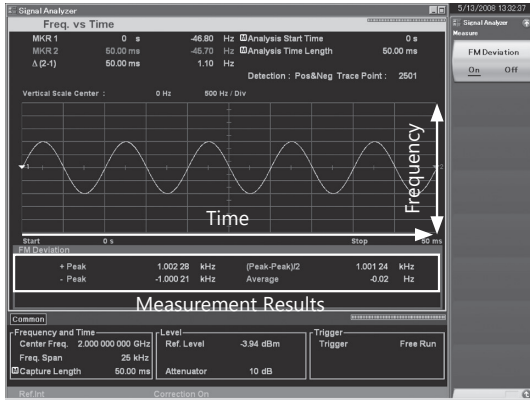 Signal Analyzer
5/13/2008 13:32:37
Freq. vs Time
Signal Analyzer
Measure
MKR 1 0 s -46.80 Hz M Analysis Start Time 0 s
MKR 2 50.00 ms -45.70 Hz M Analysis Time Length 50.00 ms
Δ (2-1) 50.00 ms 1.10 Hz
Detection : Pos&Neg Trace Point : 2501
FM Deviation
On Off
Vertical Scale Center : 0 Hz 500 Hz / Div
1
2
Frequency
Time
Start 0 s Stop 50 ms
FM Deviation
+ Peak 1.002 28 kHz (Peak-Peak)/2 1.001 24 kHz
- Peak -1.000 21 kHz Average -0.02 Hz
Measurement Results
Common
Frequency and Time
Center Freq. 2.000 000 000 GHz
Freq. Span 25 kHz
M Capture Length 50.00 ms
Level
Ref. Level -3.94 dBm
Attenuator 10 dB
Trigger
Trigger Free Run
Ref.Int Correction On